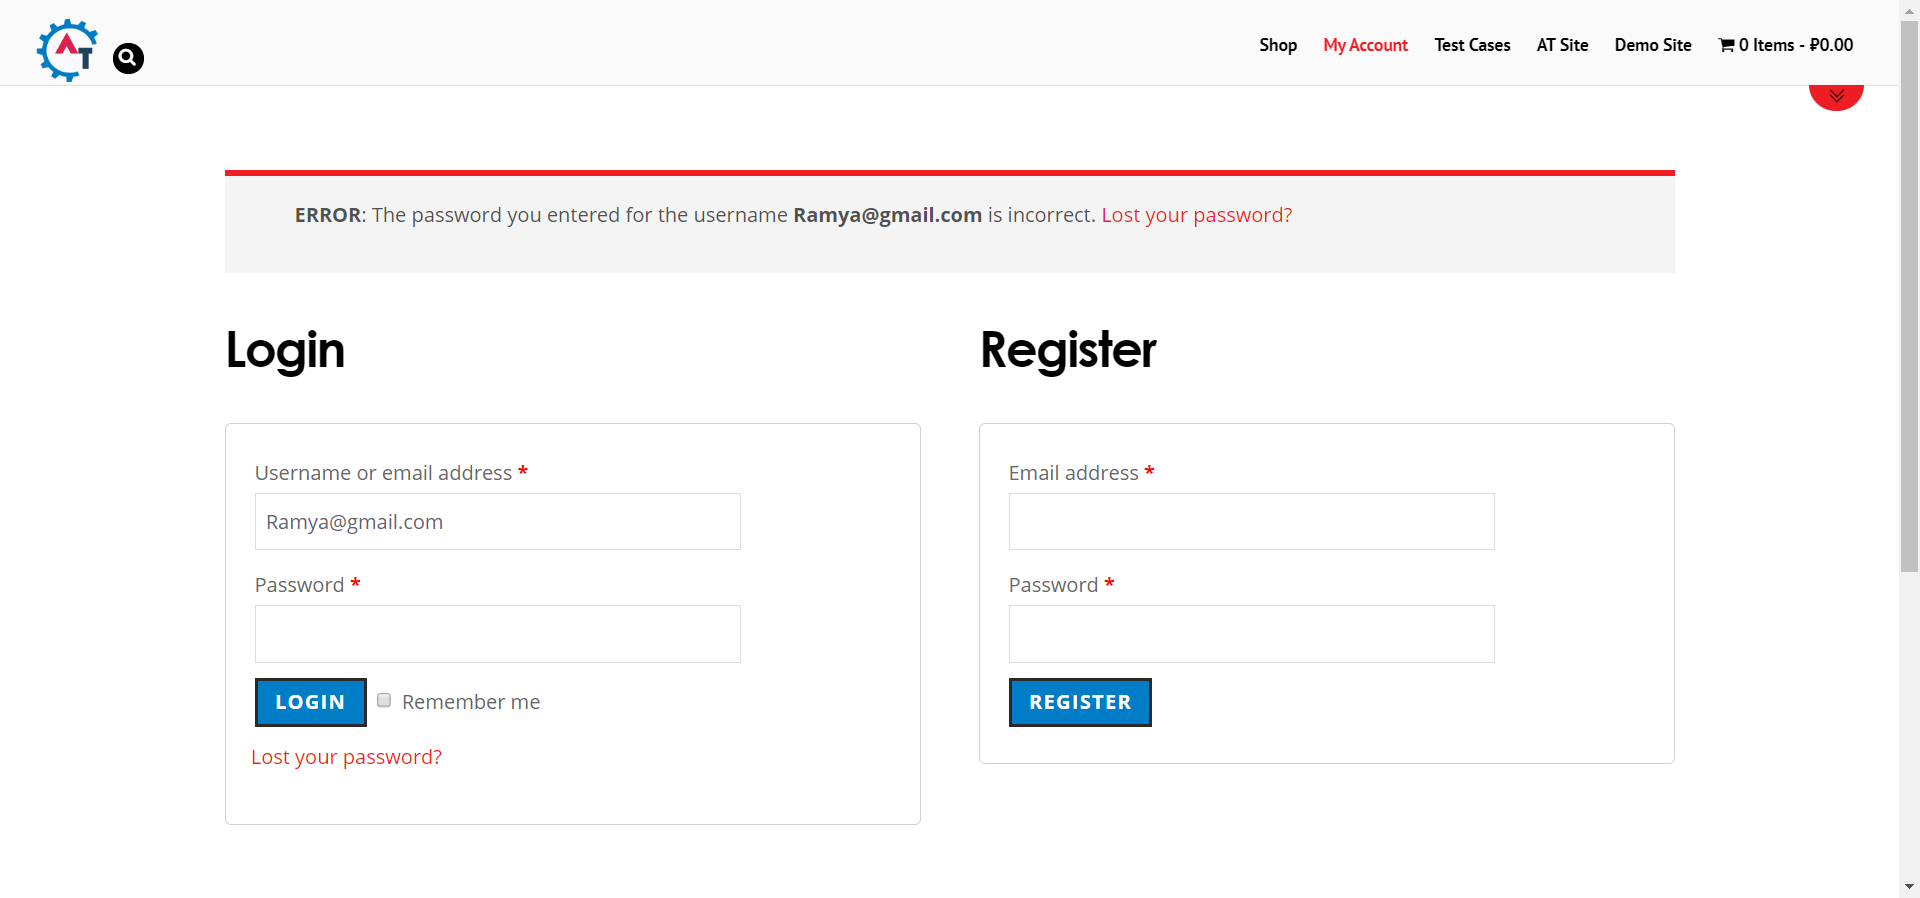 AT
Shop My Account Test Cases AT Site Demo Site 0 Items - ₽0.00
ERROR: The password you entered for the username Ramya@gmail.com is incorrect. Lost your password?
Login
Username or email address *
Ramya@gmail.com
Password *
LOGIN Remember me
Lost your password?
Register
Email address *
Password *
REGISTER